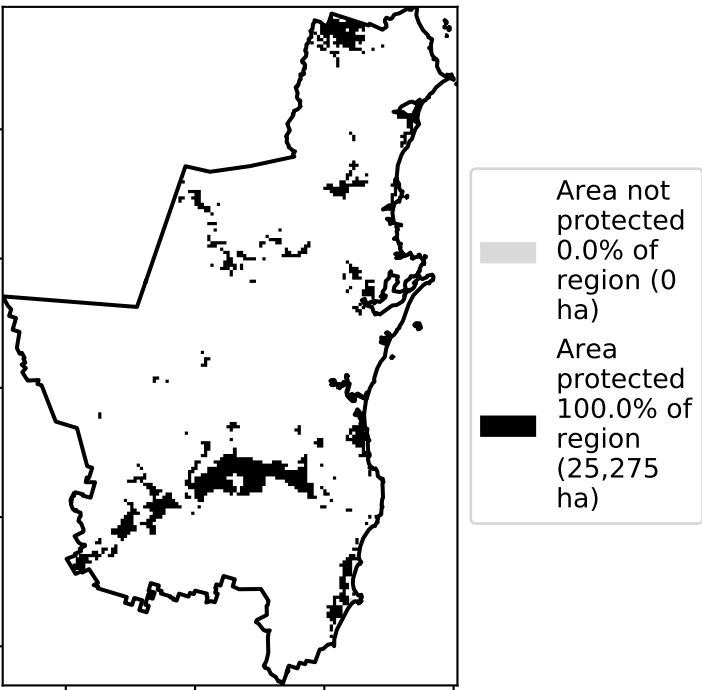 Area not
protected
0.0% of
region (0
ha)
Area
protected
100.0% of
region
(25,275
ha)